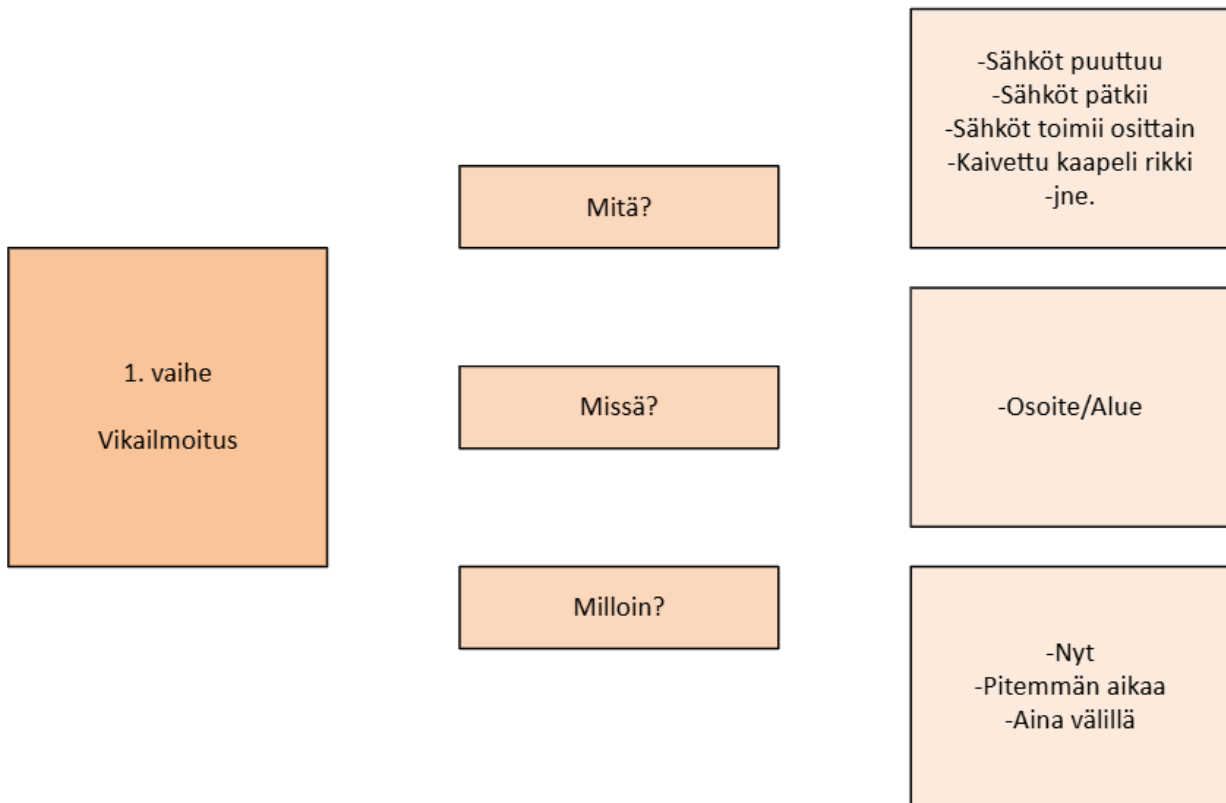 1. vaihe
Vikailmoitus
Mitä?
-Sähköt puuttuu
-Sähköt pätkii
-Sähköt toimii osittain
-Kaivettu kaapeli rikki
-jne.
Missä?
-Osoite/Alue
Milloin?
-Nyt
-Pitemmän aikaa
-Aina välillä